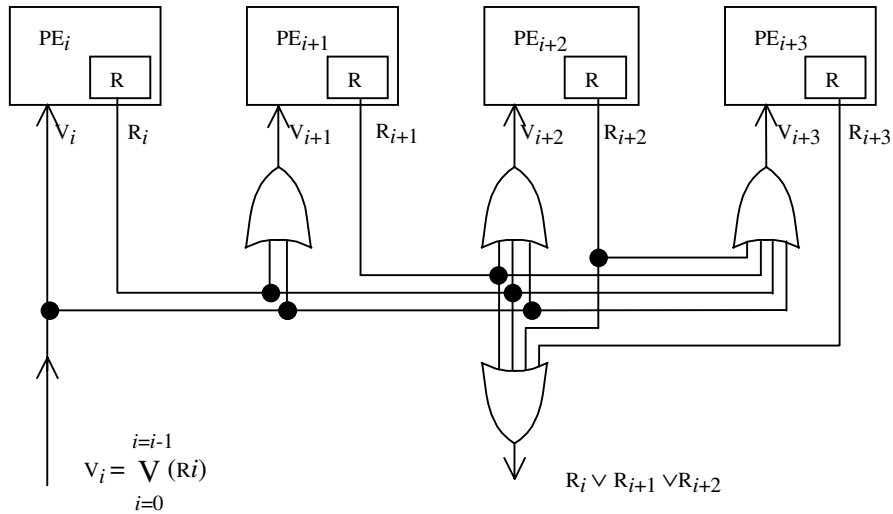 PEi PEi+1 PEi+2 PEi+3
R R R R
Vi Ri Vi+1 Ri+1 Vi+2 Ri+2 Vi+3 Ri+3
i=i-1
Vi = V (Ri)
i=0
Ri ∨ Ri+1 ∨Ri+2